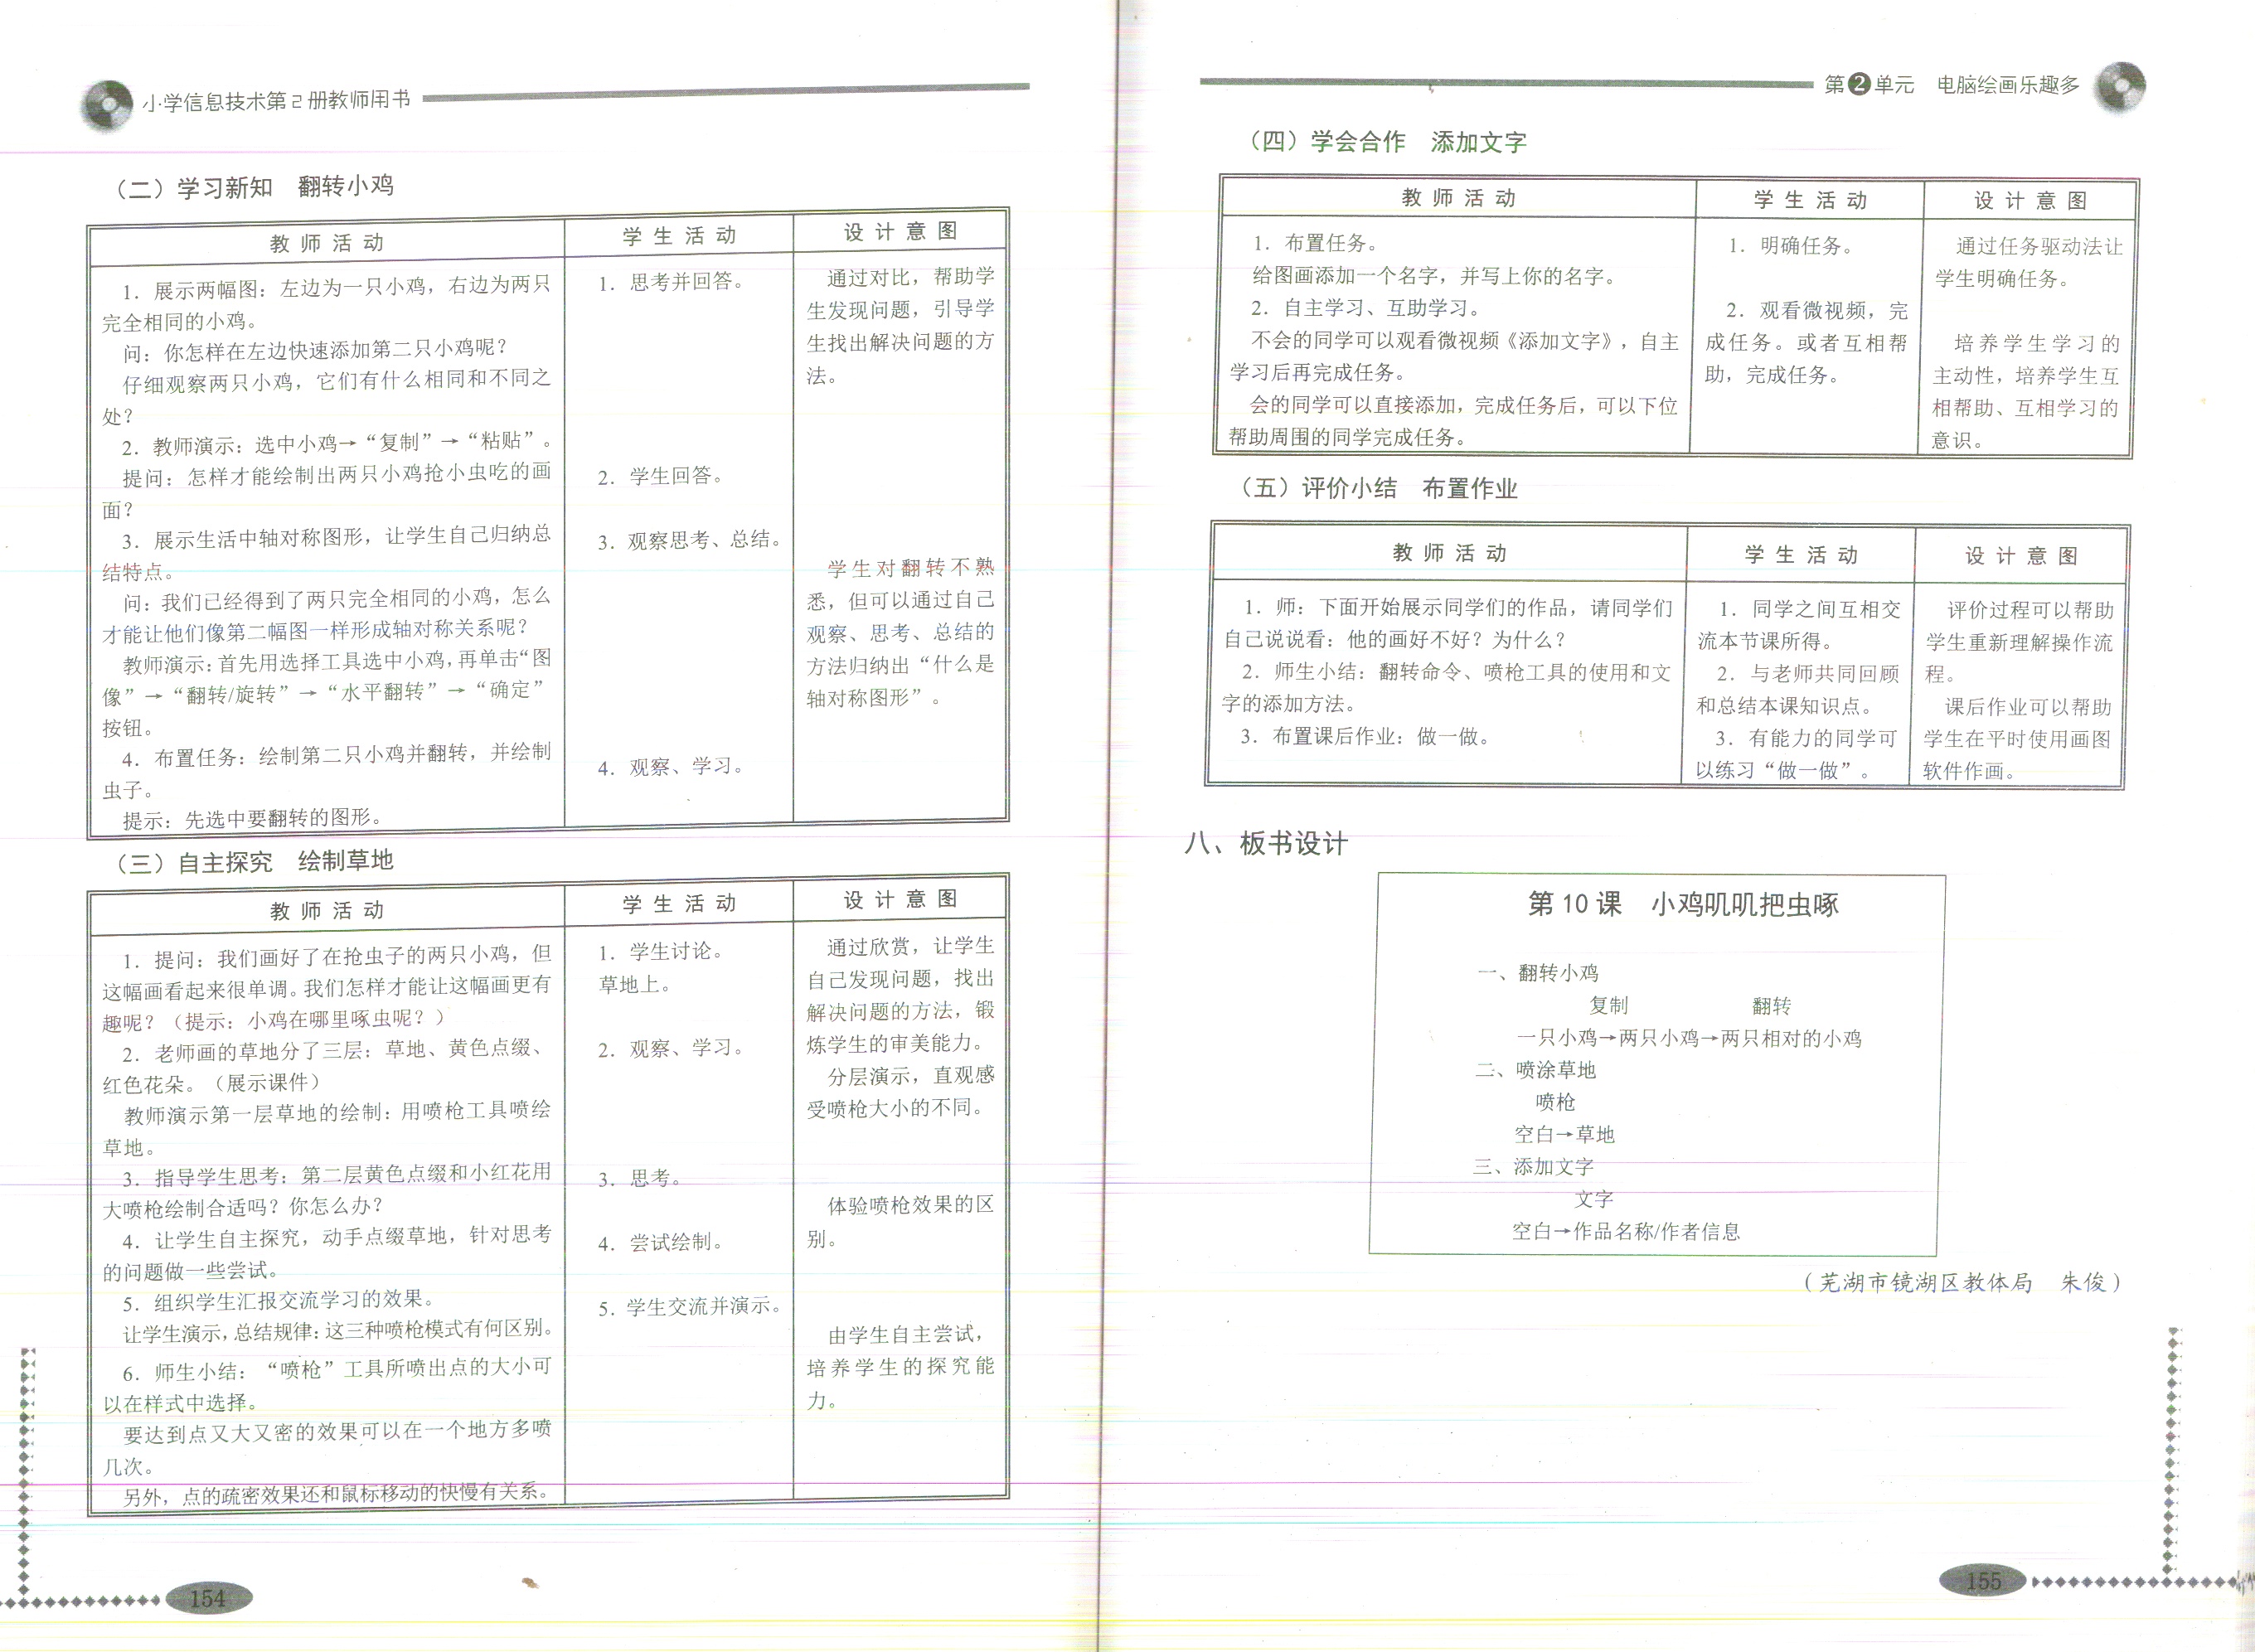 小学信息技术第2册教师用书
（二）学习新知　翻转小鸡
教师活动
学生活动
设计意图
1．展示两幅图：左边为一只小鸡，右边为两只
完全相同的小鸡。
问：你怎样在左边快速添加第二只小鸡呢？
仔细观察两只小鸡，它们有什么相同和不同之
处？
2．教师演示：选中小鸡→“复制”→“粘贴”。
提问：怎样才能绘制出两只小鸡抢小虫吃的画
面？
3．展示生活中轴对称图形，让学生自己归纳总
结特点。
问：我们已经得到了两只完全相同的小鸡，怎么
才能让他们像第二幅图一样形成轴对称关系呢？
教师演示：首先用选择工具选中小鸡，再单击“图
像”→“翻转/旋转”→“水平翻转”→“确定”
按钮。
4．布置任务：绘制第二只小鸡并翻转，并绘制
虫子。
提示：先选中要翻转的图形。
1．思考并回答。
2．学生回答。
3．观察思考、总结。
4．观察、学习。
通过对比，帮助学
生发现问题，引导学
生找出解决问题的方
法。
学生对翻转不熟
悉，但可以通过自己
观察、思考、总结的
方法归纳出“什么是
轴对称图形”。
（三）自主探究　绘制草地
教师活动
学生活动
设计意图
1．提问：我们画好了在抢虫子的两只小鸡，但
这幅画看起来很单调。我们怎样才能让这幅画更有
趣呢？（提示：小鸡在哪里啄虫呢？）
2．老师画的草地分了三层：草地、黄色点缀、
红色花朵。（展示课件）
教师演示第一层草地的绘制：用喷枪工具喷绘
草地。
3．指导学生思考：第二层黄色点缀和小红花用
大喷枪绘制合适吗？你怎么办？
4．让学生自主探究，动手点缀草地，针对思考
的问题做一些尝试。
5．组织学生汇报交流学习的效果。
让学生演示，总结规律：这三种喷枪模式有何区别。
6．师生小结：“喷枪”工具所喷出点的大小可
以在样式中选择。
要达到点又大又密的效果可以在一个地方多喷
几次。
另外，点的疏密效果还和鼠标移动的快慢有关系。
1．学生讨论。
草地上。
2．观察、学习。
3．思考。
4．尝试绘制。
5．学生交流并演示。
通过欣赏，让学生
自己发现问题，找出
解决问题的方法，锻
炼学生的审美能力。
分层演示，直观感
受喷枪大小的不同。
体验喷枪效果的区
别。
由学生自主尝试，
培养学生的探究能
力。
154
第2单元　电脑绘画乐趣多
（四）学会合作　添加文字
教师活动
学生活动
设计意图
1．布置任务。
给图画添加一个名字，并写上你的名字。
2．自主学习、互助学习。
不会的同学可以观看微视频《添加文字》，自主
学习后再完成任务。
会的同学可以直接添加，完成任务后，可以下位
帮助周围的同学完成任务。
1．明确任务。
2．观看微视频，完
成任务。或者互相帮
助，完成任务。
通过任务驱动法让
学生明确任务。
培养学生学习的
主动性，培养学生互
相帮助、互相学习的
意识。
（五）评价小结　布置作业
教师活动
学生活动
设计意图
1．师：下面开始展示同学们的作品，请同学们
自己说说看：他的画好不好？为什么？
2．师生小结：翻转命令、喷枪工具的使用和文
字的添加方法。
3．布置课后作业：做一做。
1．同学之间互相交
流本节课所得。
2．与老师共同回顾
和总结本课知识点。
3．有能力的同学可
以练习“做一做”。
评价过程可以帮助
学生重新理解操作流
程。
课后作业可以帮助
学生在平时使用画图
软件作画。
八、板书设计
第10课　小鸡叽叽把虫啄
一、翻转小鸡
复制　翻转
一只小鸡→两只小鸡→两只相对的小鸡
二、喷涂草地
喷枪
空白→草地
三、添加文字
文字
空白→作品名称/作者信息
（芜湖市镜湖区教体局　朱俊）
155